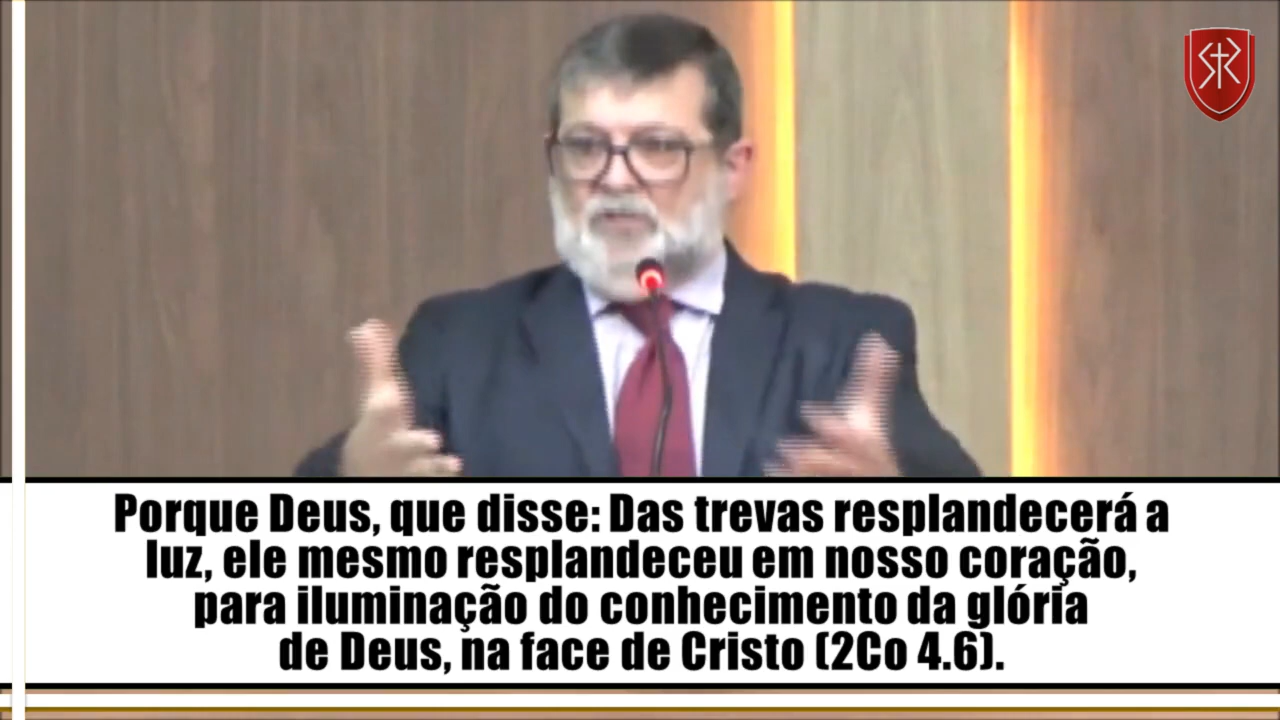 Porque Deus, que disse: Das trevas resplandecerá a
luz, ele mesmo resplandeceu em nosso coração,
para iluminação do conhecimento da glória
de Deus, na face de Cristo (2Co 4.6).